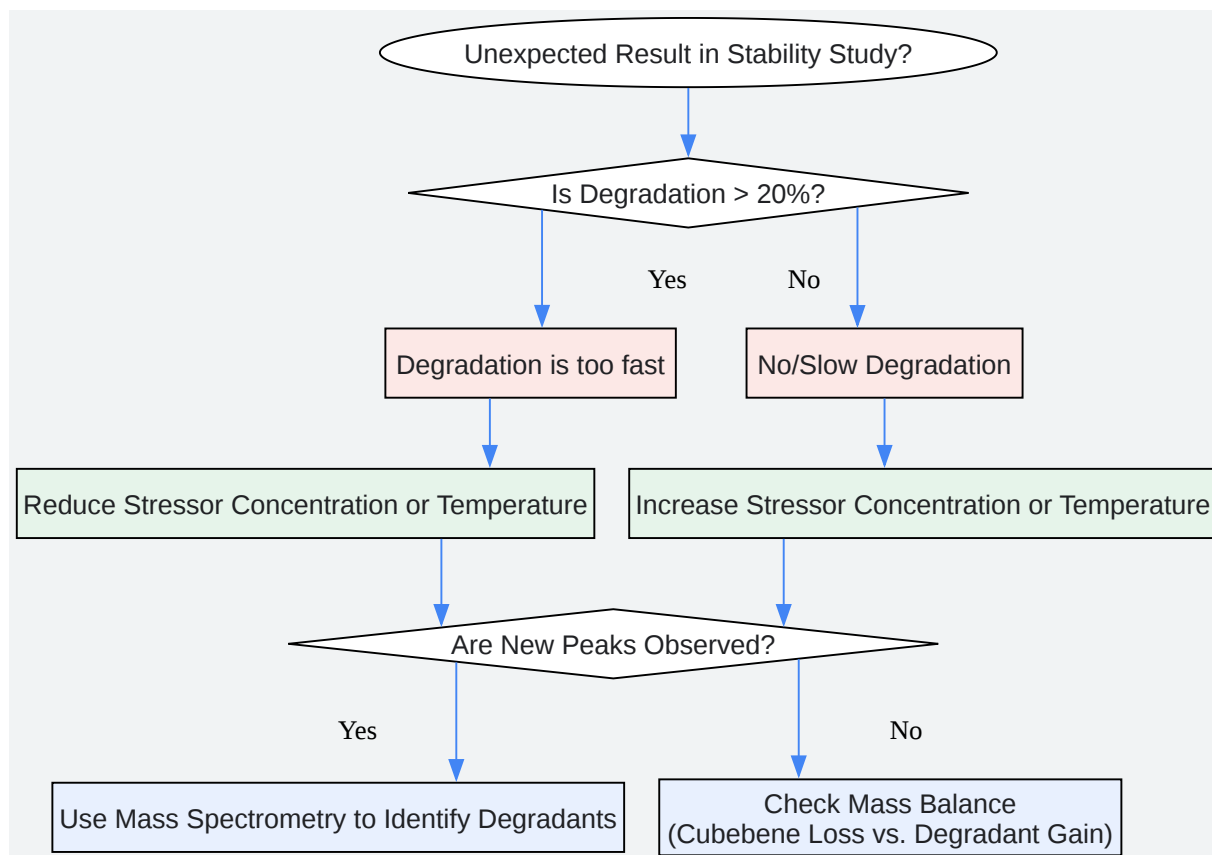 Unexpected Result in Stability Study?
Is Degradation > 20%?
Yes
No
Degradation is too fast
No/Slow Degradation
Reduce Stressor Concentration or Temperature
Increase Stressor Concentration or Temperature
Are New Peaks Observed?
Yes
No
Use Mass Spectrometry to Identify Degradants
Check Mass Balance
(Cubebene Loss vs. Degradant Gain)